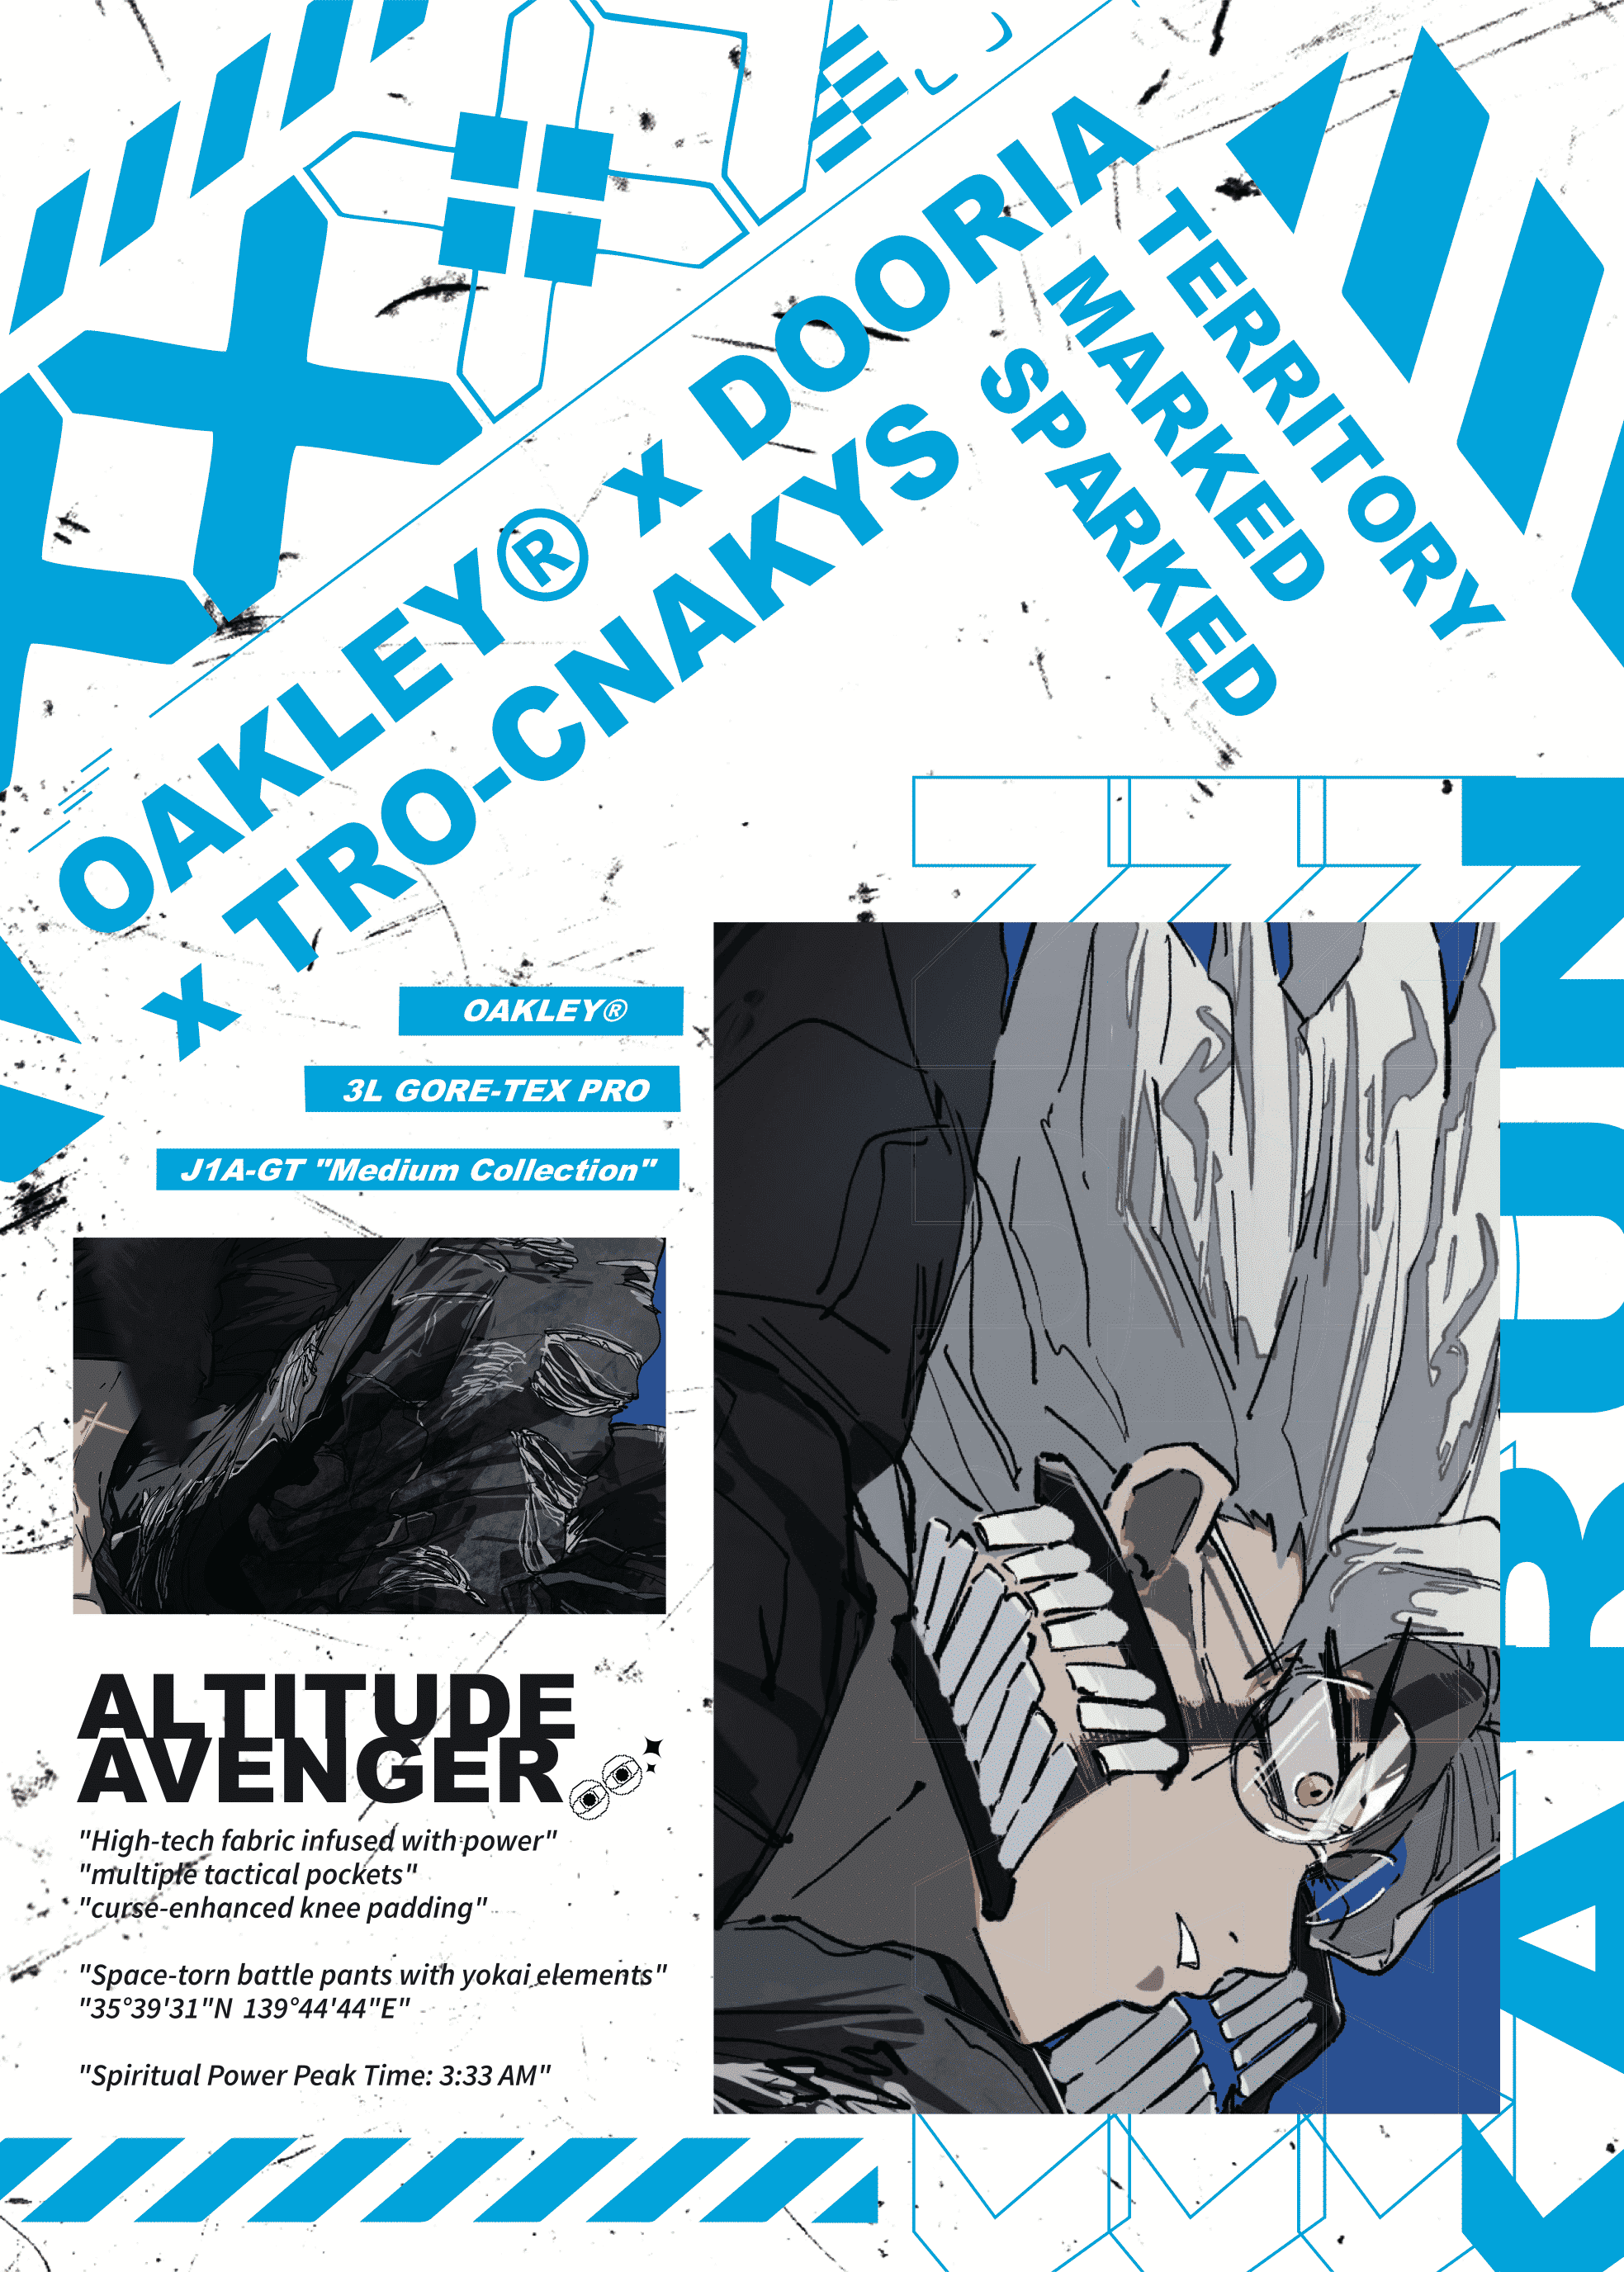 OAKLEY® x DOORIA
x TRO-CNAKYS
TERRITORY
MARKED
SPARKED
OAKLEY®
3L GORE-TEX PRO
J1A-GT "Medium Collection"
ALTITUDE
AVENGER
"High-tech fabric infused with power"
"multiple tactical pockets"
"curse-enhanced knee padding"
"Space-torn battle pants with yokai elements"
"35°39'31"N 139°44'44"E"
"Spiritual Power Peak Time: 3:33 AM"